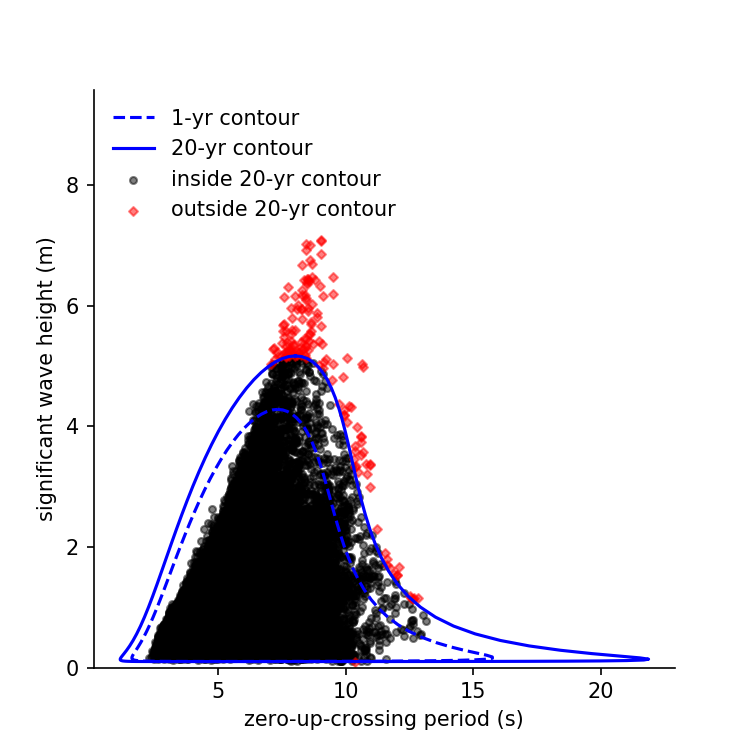 1-yr contour
20-yr contour
inside 20-yr contour
outside 20-yr contour
8
6
4
2
0
5
10
15
20
significant wave height (m)
zero-up-crossing period (s)